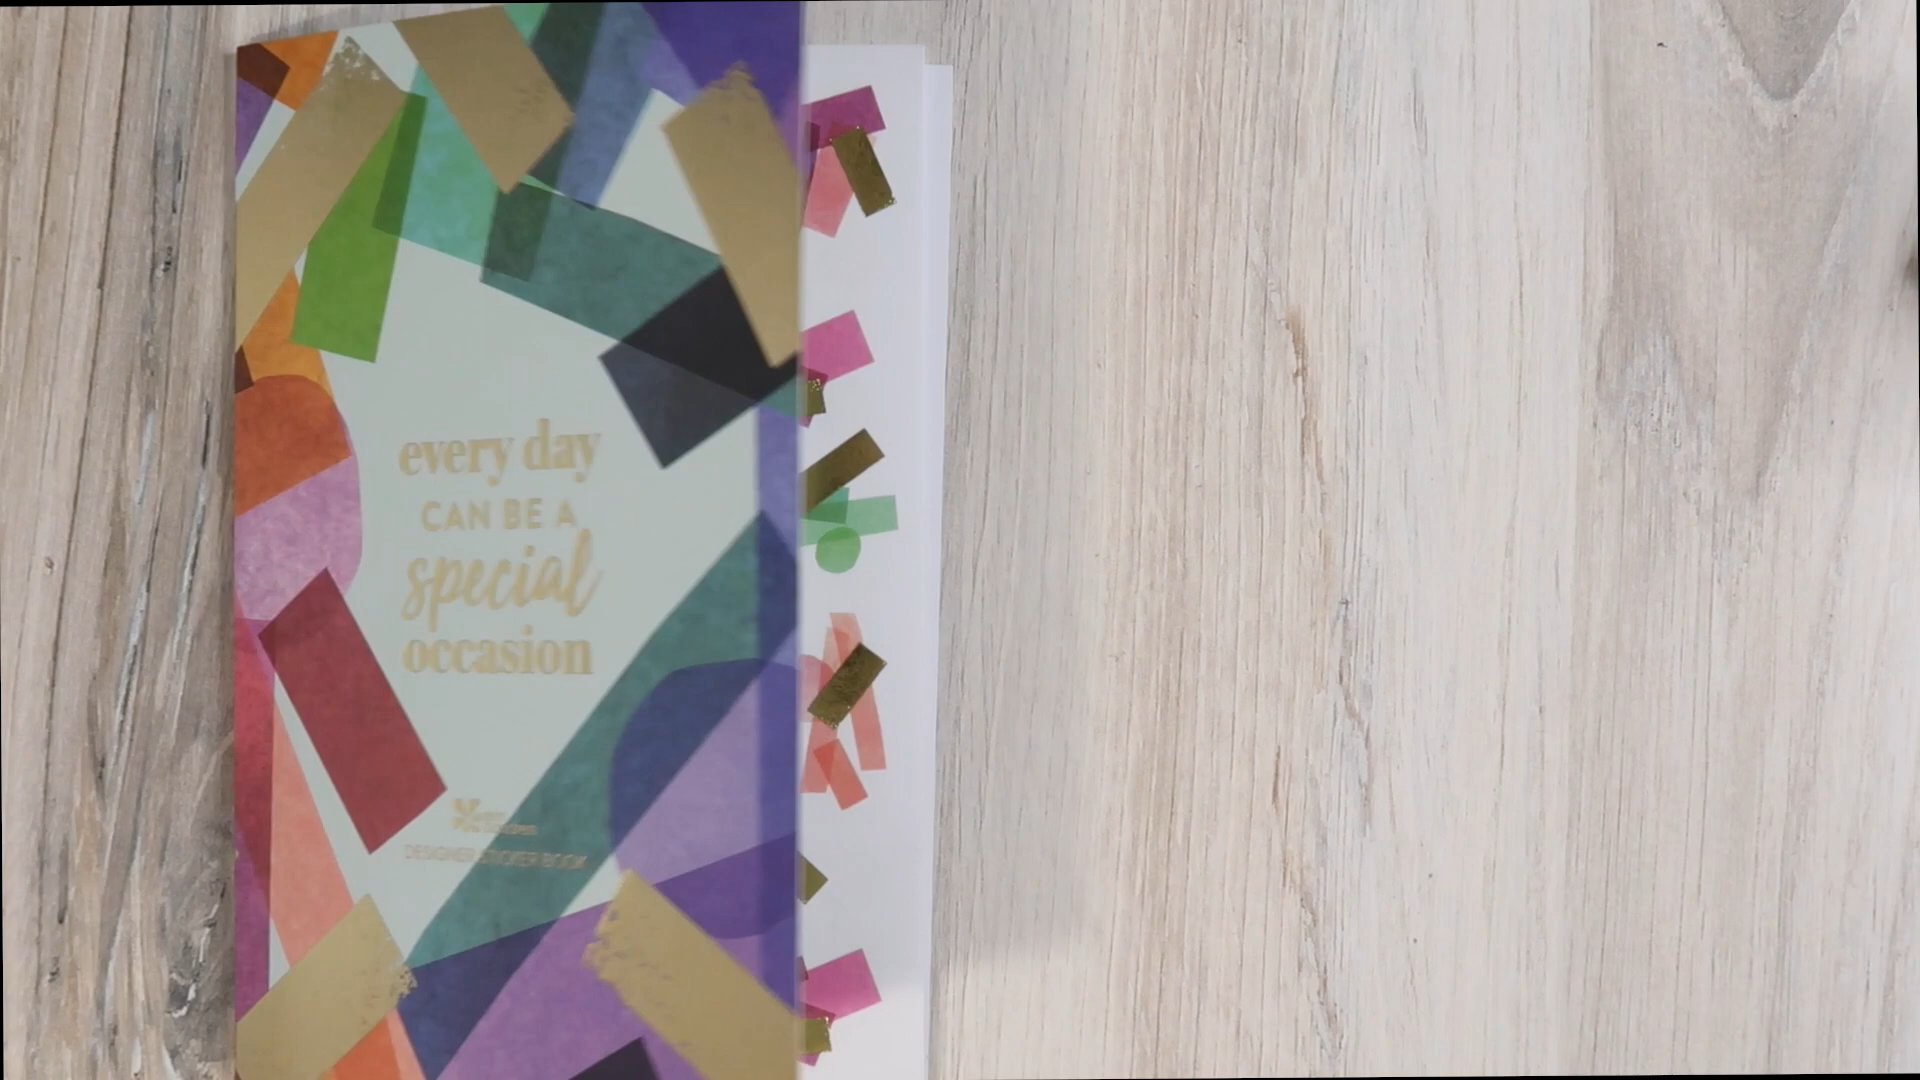 every day
CAN BE A
special
occasion
DESIGNER STICKER BOOK